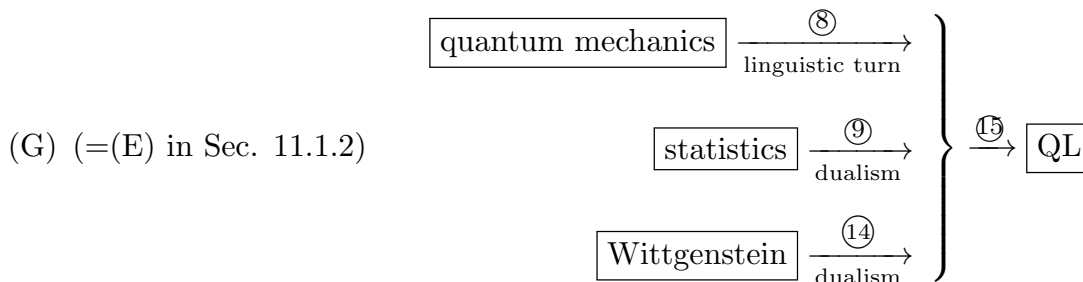 quantum mechanics ⑧ linguistic turn
(G) (=(E) in Sec. 11.1.2) statistics ⑨ dualism ⑮ QL
Wittgenstein ⑭ dualism